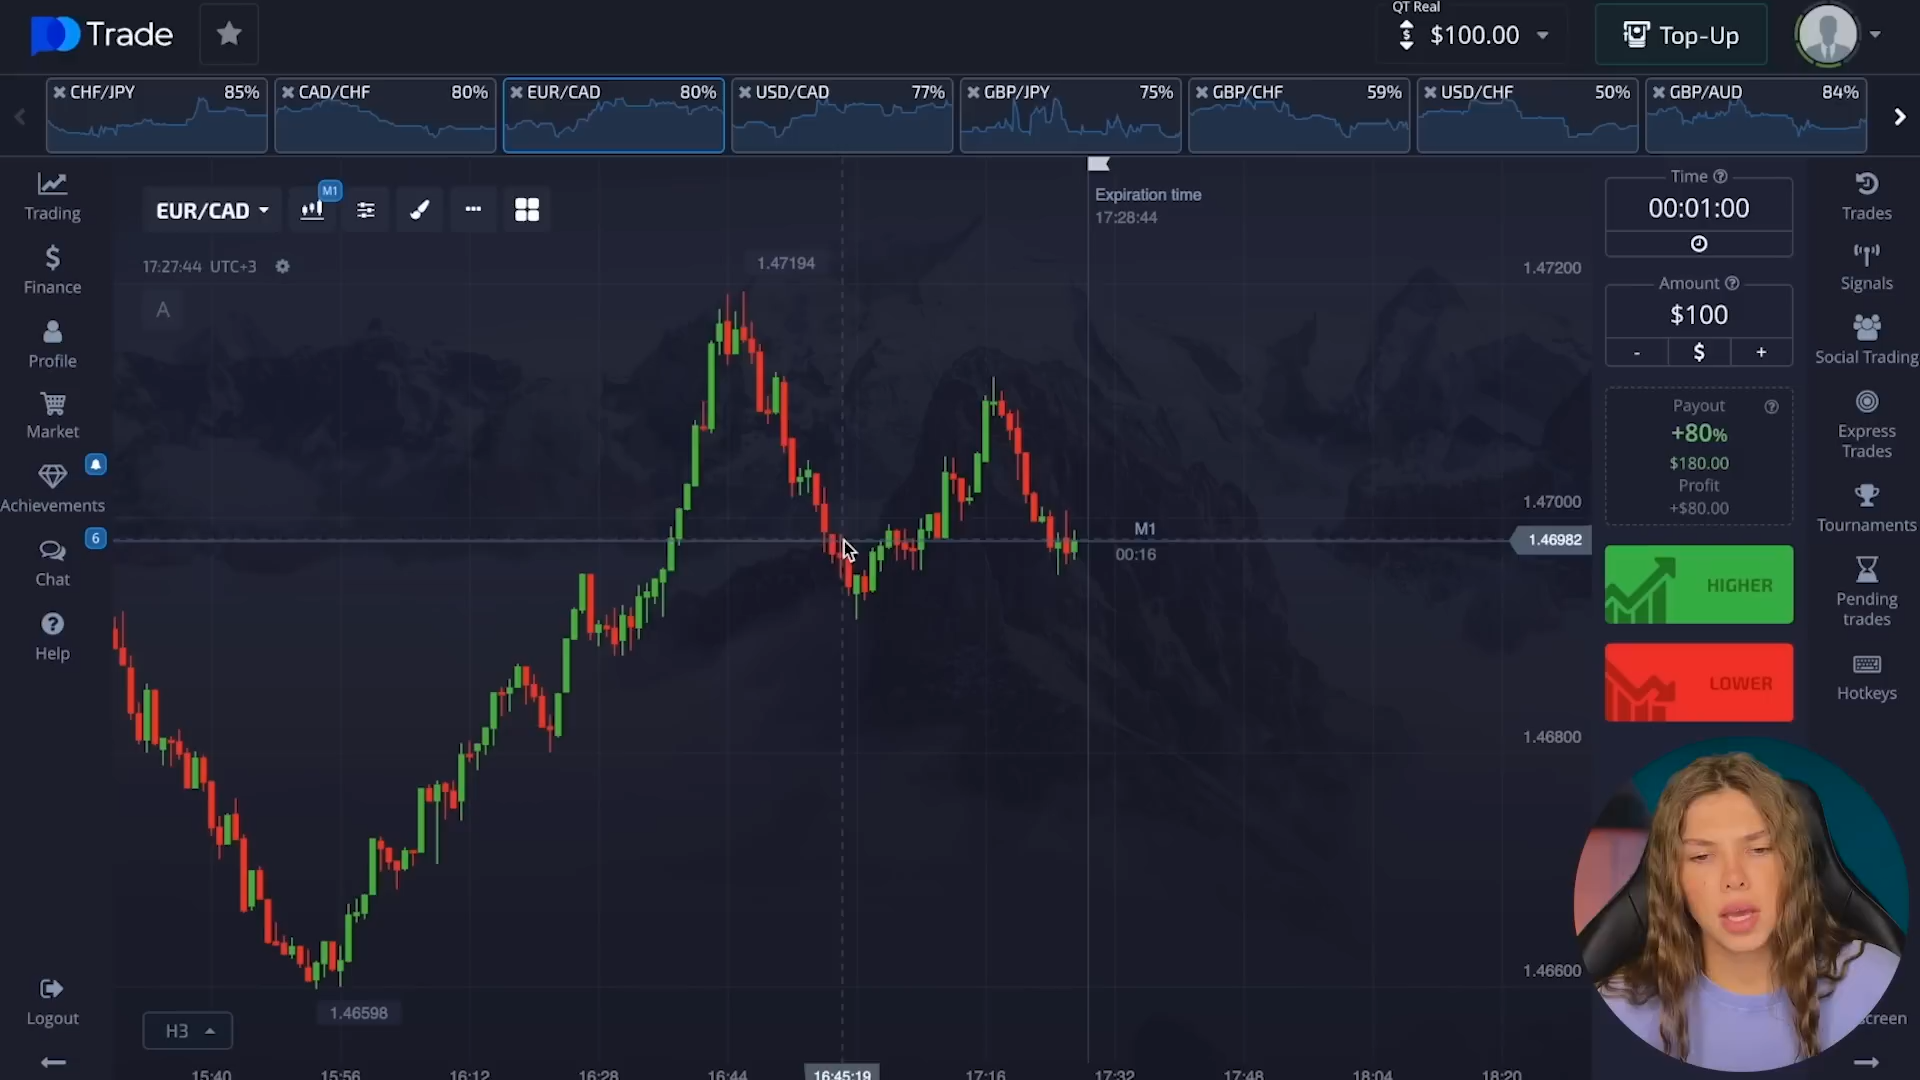 Trade
QT Real
$100.00
Top-Up
CHF/JPY 85%
CAD/CHF 80%
EUR/CAD 80%
USD/CAD 77%
GBP/JPY 75%
GBP/CHF 59%
USD/CHF 50%
GBP/AUD 84%
Trading
Finance
Profile
Market
Achievements
6
Chat
Help
Logout
EUR/CAD
M1
17:27:44 UTC+3
A
1.47194
Expiration time
17:28:44
1.47200
1.47000
M1
00:16
1.46982
1.46800
1.46600
1.46598
H3
15:40 15:56 16:12 16:28 16:44 16:45:19 17:16 17:32 17:48 18:04 18:20
Time
00:01:00
Amount
$100
- $ +
Payout
+80%
$180.00
Profit
+$80.00
HIGHER
LOWER
Trades
Signals
Social Trading
Express
Trades
Tournaments
Pending
trades
Hotkeys